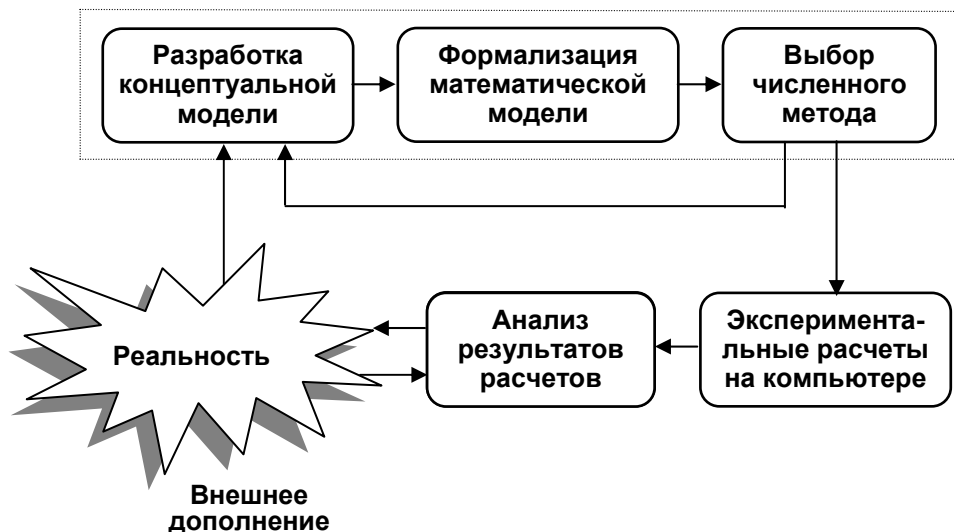 Разработка
концептуальной
модели
Формализация
математической
модели
Выбор
численного
метода
Реальность
Анализ
результатов
расчетов
Эксперимента-
льные расчеты
на компьютере
Внешнее
дополнение